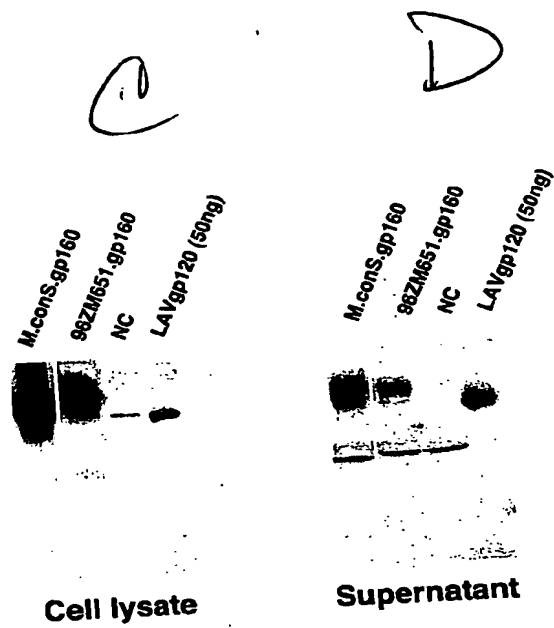 C
D
M.conS.gp160
96ZM651.gp160
NC
LAVgp120 (50ng)
M.conS.gp160
96ZM651.gp160
NC
LAVgp120 (50ng)
Cell lysate
Supernatant